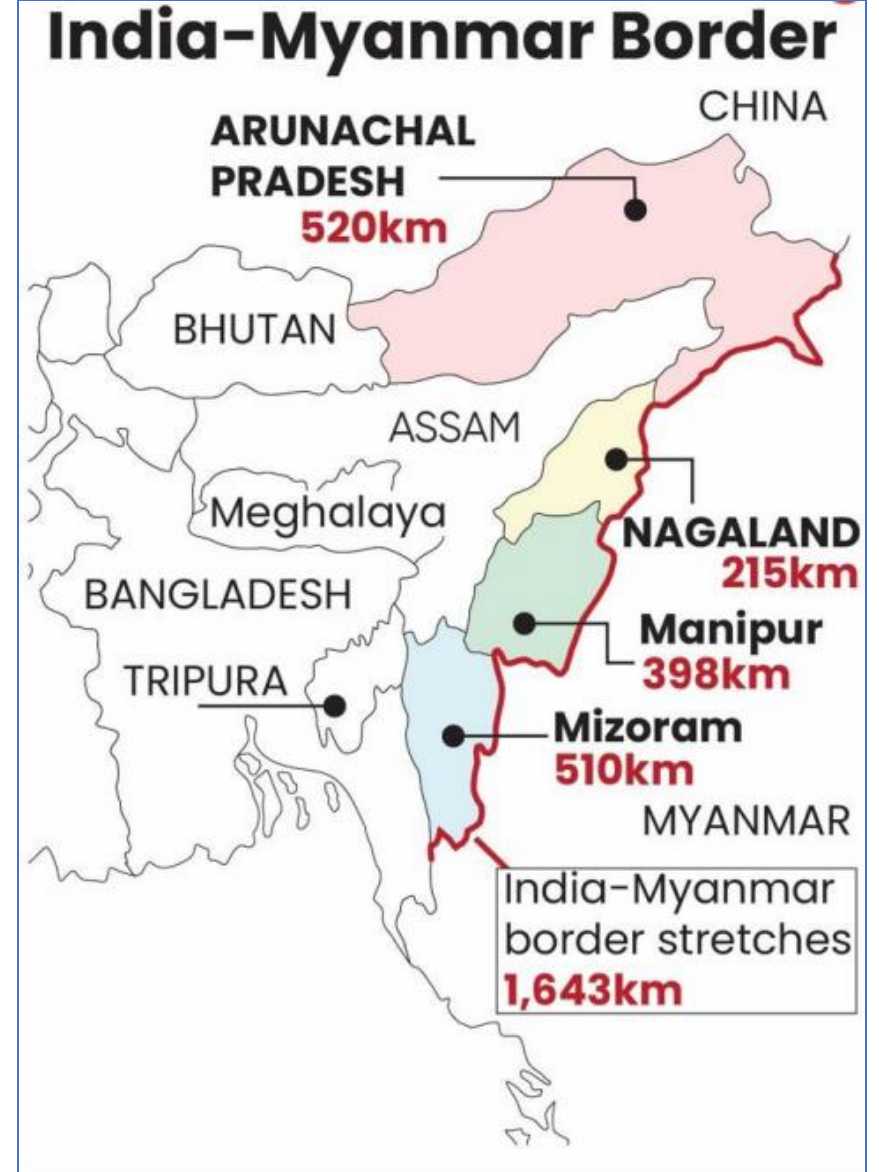 India-Myanmar Border
CHINA
ARUNACHAL
PRADESH
520km
BHUTAN
ASSAM
Meghalaya
NAGALAND
215km
BANGLADESH
Manipur
398km
TRIPURA
Mizoram
510km
MYANMAR
India-Myanmar
border stretches
1,643km